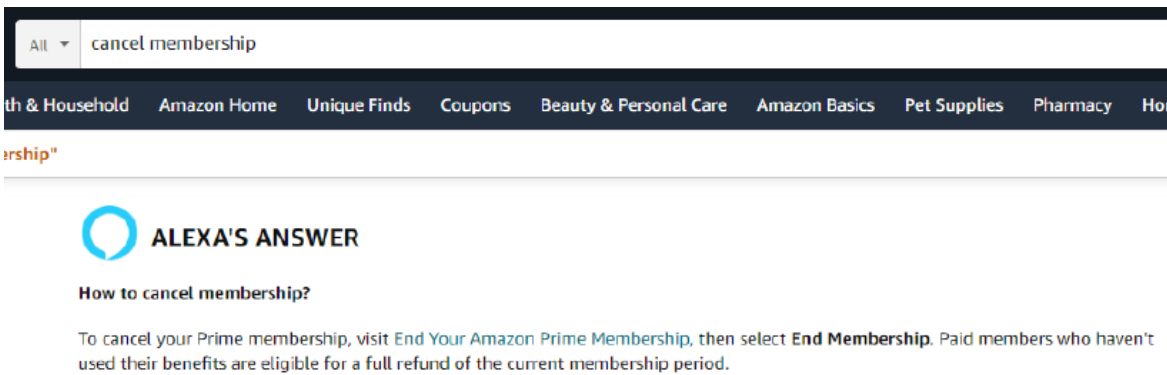 All cancel membership
th & Household Amazon Home Unique Finds Coupons Beauty & Personal Care Amazon Basics Pet Supplies Pharmacy Ho
ership"
ALEXA'S ANSWER
How to cancel membership?
To cancel your Prime membership, visit End Your Amazon Prime Membership, then select End Membership. Paid members who haven't
used their benefits are eligible for a full refund of the current membership period.